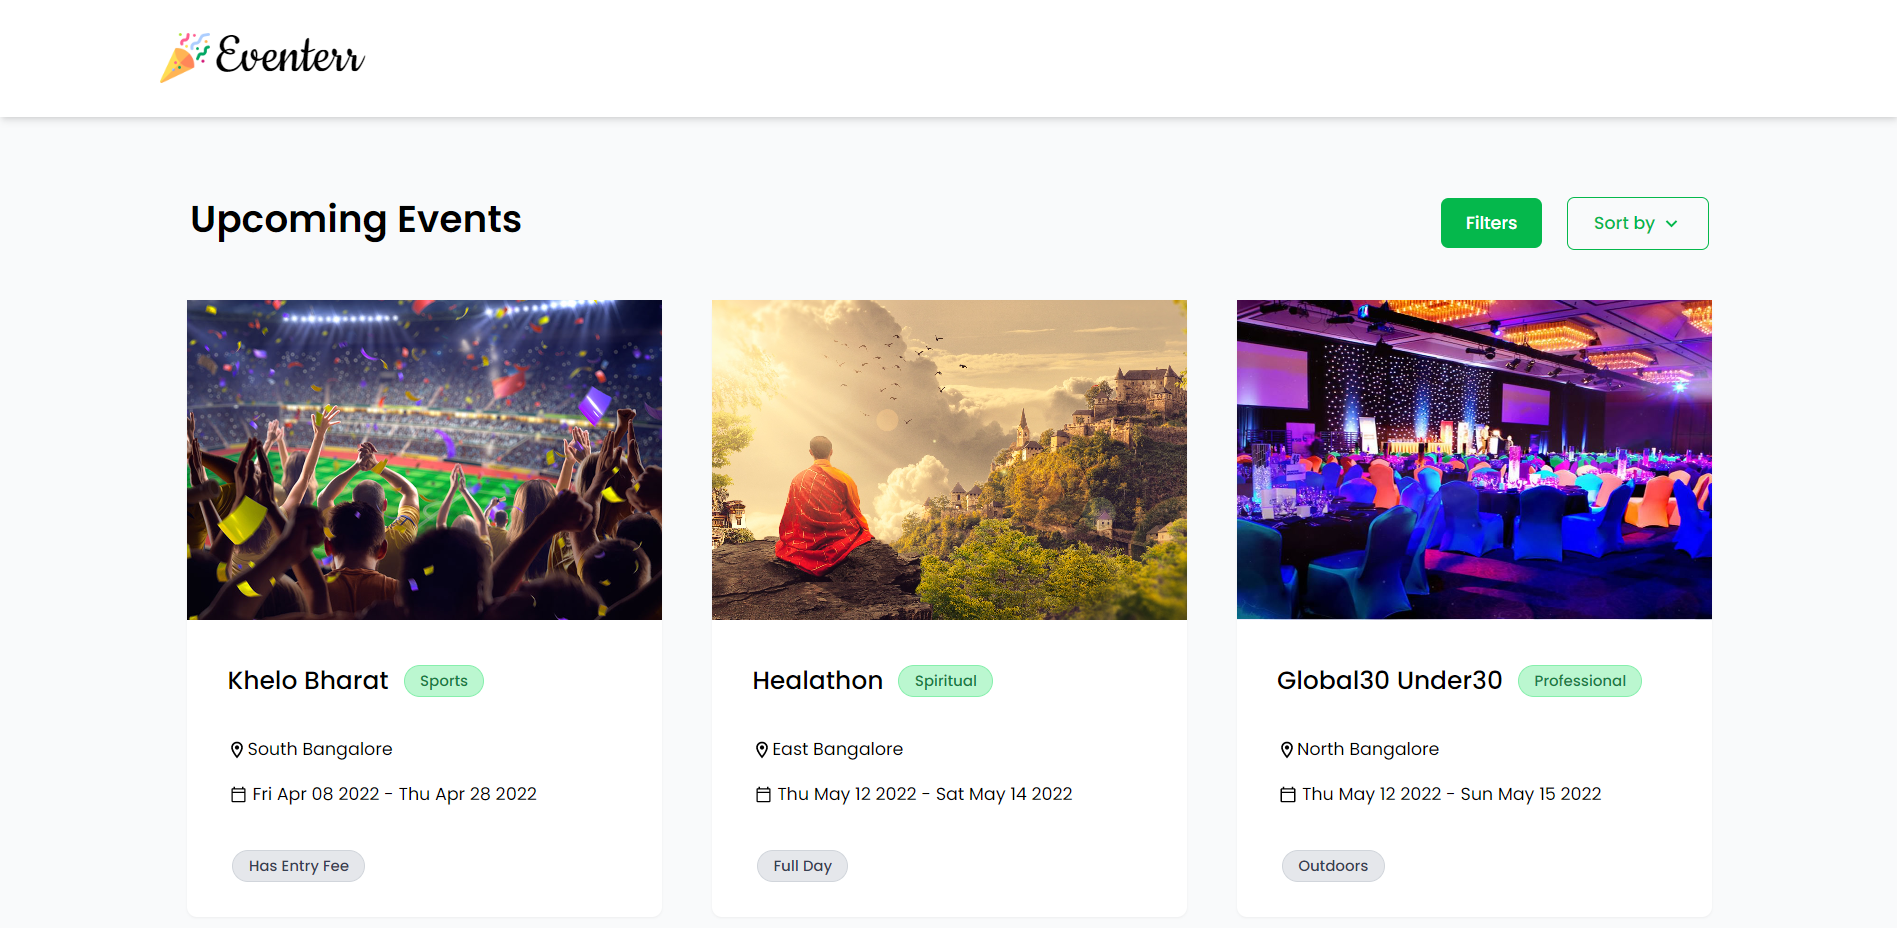 Eventerr
Upcoming Events
Filters
Sort by
Khelo Bharat
Sports
South Bangalore
Fri Apr 08 2022 - Thu Apr 28 2022
Has Entry Fee
Healathon
Spiritual
East Bangalore
Thu May 12 2022 - Sat May 14 2022
Full Day
Global30 Under30
Professional
North Bangalore
Thu May 12 2022 - Sun May 15 2022
Outdoors